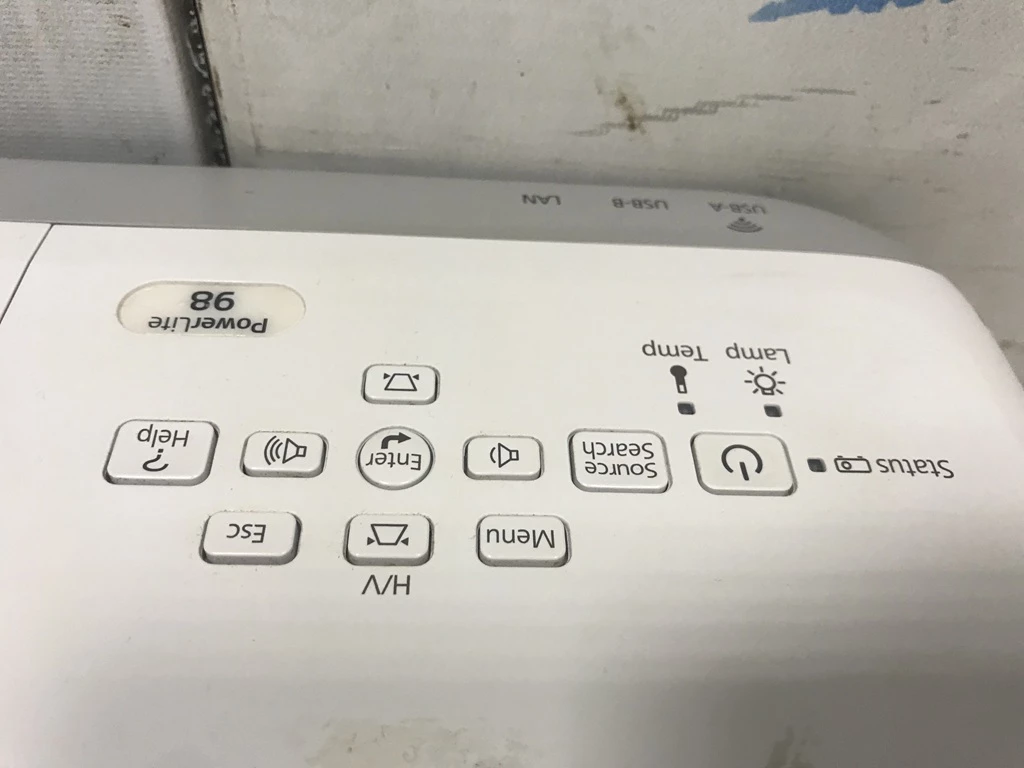 H/V
Menu
Esc
Status
Source
Search
Enter
?
Help
Lamp
Temp
PowerLite
98
USB-A
USB-B
LAN